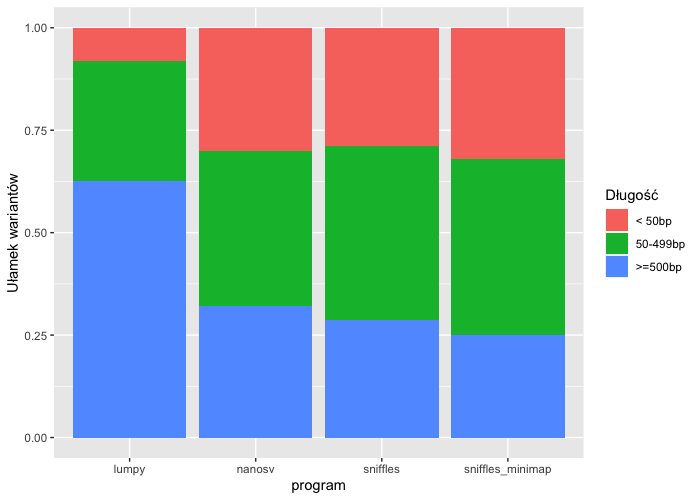 1.00
0.75
0.50
0.25
0.00
Ułamek wariantów
lumpy
nanosv
sniffles
sniffles_minimap
program
Długość
< 50bp
50-499bp
>=500bp